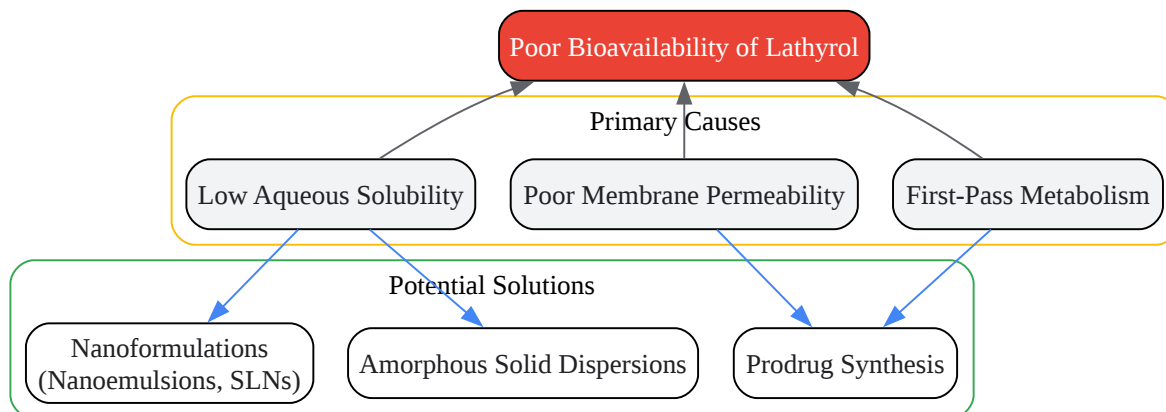 Poor Bioavailability of Lathyrol
Primary Causes
Low Aqueous Solubility
Poor Membrane Permeability
First-Pass Metabolism
Potential Solutions
Nanoformulations
(Nanoemulsions, SLNs)
Amorphous Solid Dispersions
Prodrug Synthesis